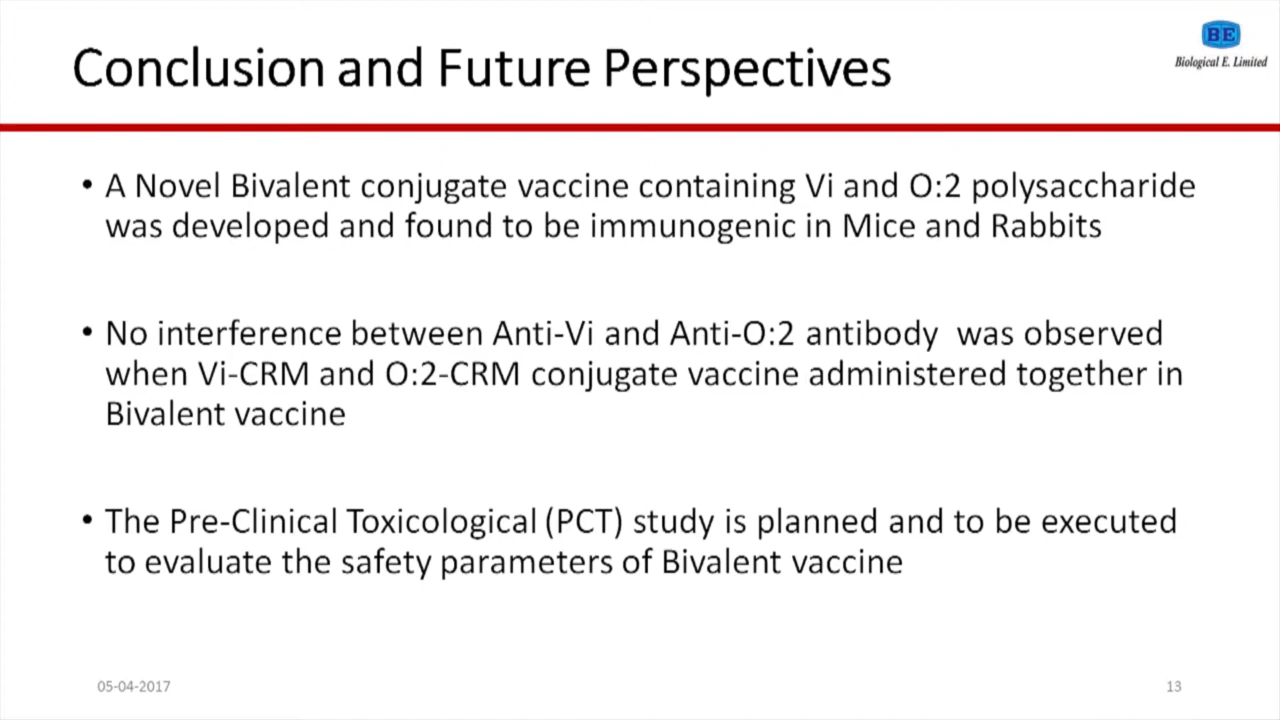 Conclusion and Future Perspectives
BE
Biological E. Limited
• A Novel Bivalent conjugate vaccine containing Vi and O:2 polysaccharide
was developed and found to be immunogenic in Mice and Rabbits
• No interference between Anti-Vi and Anti-O:2 antibody  was observed
when Vi-CRM and O:2-CRM conjugate vaccine administered together in
Bivalent vaccine
• The Pre-Clinical Toxicological (PCT) study is planned and to be executed
to evaluate the safety parameters of Bivalent vaccine
05-04-2017
13